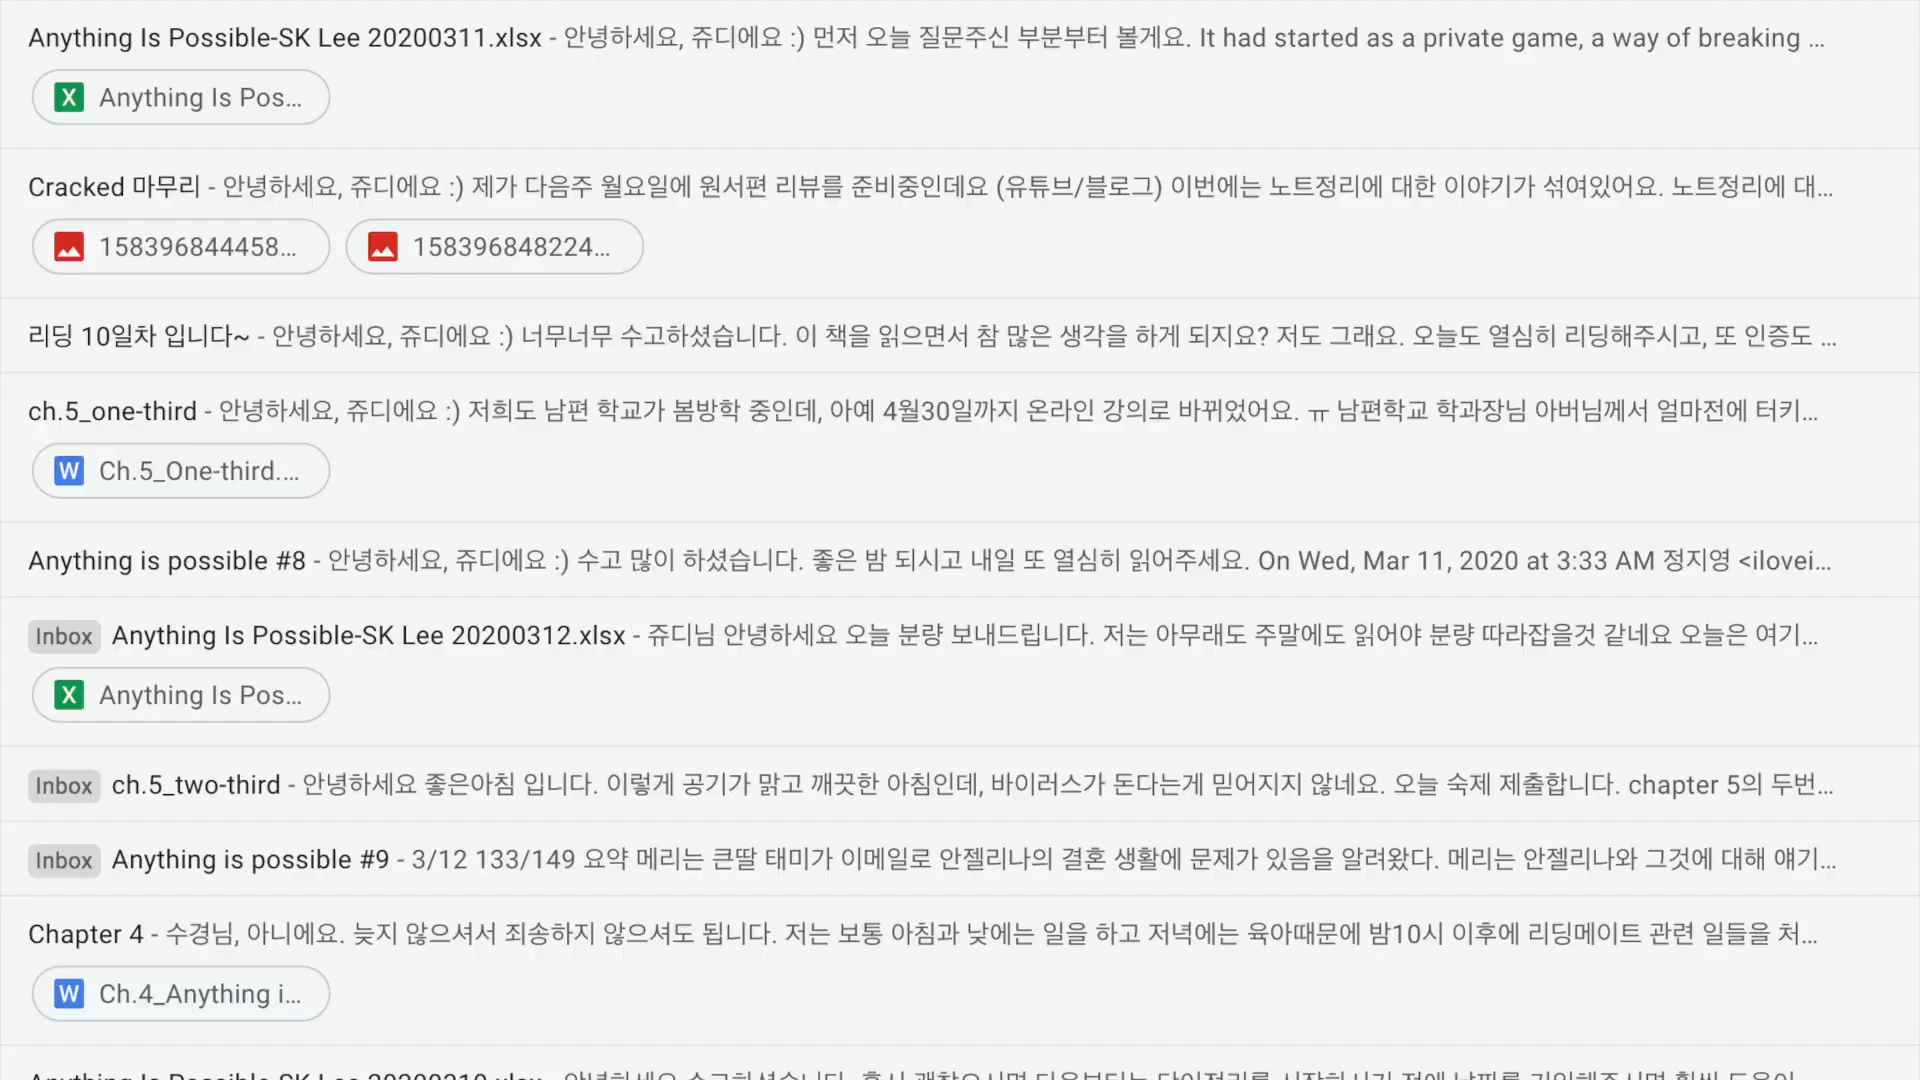 Anything Is Possible-SK Lee 20200311.xlsx - 안녕하세요, 쥬디에요 :) 먼저 오늘 질문주신 부분부터 볼게요. It had started as a private game, a way of breaking ...
Anything Is Pos...
Cracked 마무리 - 안녕하세요, 쥬디에요 :) 제가 다음주 월요일에 원서편 리뷰를 준비중인데요 (유튜브/블로그) 이번에는 노트정리에 대한 이야기가 섞여있어요. 노트정리에 대...
158396844458... 158396848224...
리딩 10일차 입니다~ - 안녕하세요, 쥬디에요 :) 너무너무 수고하셨습니다. 이 책을 읽으면서 참 많은 생각을 하게 되지요? 저도 그래요. 오늘도 열심히 리딩해주시고, 또 인증도 ...
ch.5_one-third - 안녕하세요, 쥬디에요 :) 저희도 남편 학교가 봄방학 중인데, 아예 4월30일까지 온라인 강의로 바뀌었어요. ㅠ 남편학교 학과장님 아버님께서 얼마전에 터키...
Ch.5_One-third....
Anything is possible #8 - 안녕하세요, 쥬디에요 :) 수고 많이 하셨습니다. 좋은 밤 되시고 내일 또 열심히 읽어주세요. On Wed, Mar 11, 2020 at 3:33 AM 정지영 <ilovei...
Inbox Anything Is Possible-SK Lee 20200312.xlsx - 쥬디님 안녕하세요 오늘 분량 보내드립니다. 저는 아무래도 주말에도 읽어야 분량 따라잡을것 같네요 오늘은 여기...
Anything Is Pos...
Inbox ch.5_two-third - 안녕하세요 좋은아침 입니다. 이렇게 공기가 맑고 깨끗한 아침인데, 바이러스가 돈다는게 믿어지지 않네요. 오늘 숙제 제출합니다. chapter 5의 두번...
Inbox Anything is possible #9 - 3/12 133/149 요약 메리는 큰딸 태미가 이메일로 안젤리나의 결혼 생활에 문제가 있음을 알려왔다. 메리는 안젤리나와 그것에 대해 얘기...
Chapter 4 - 수경님, 아니에요. 늦지 않으셔서 죄송하지 않으셔도 됩니다. 저는 보통 아침과 낮에는 일을 하고 저녁에는 육아때문에 밤10시 이후에 리딩메이트 관련 일들을 처...
Ch.4_Anything i...
Anything Is Possible-SK Lee 20200310.xlsx - 안녕하세요 수고하셨습니다.